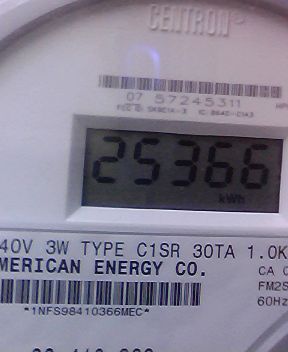 CENTRON®
07 57245311
25366
kWh
40V 3W TYPE C1SR 30TA 1.0K
MERICAN ENERGY CO.
CA 0
FM2S
60Hz
*1NFS98410366MEC*